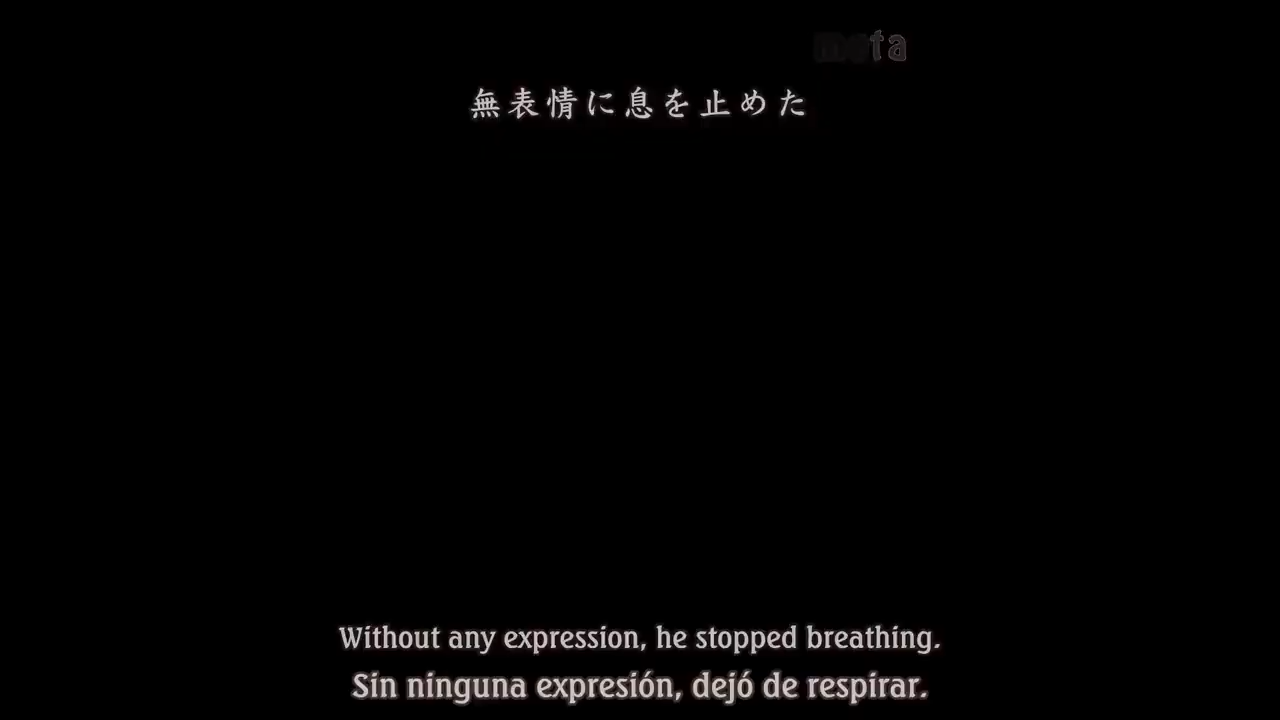 無表情に息を止めた
Without any expression, he stopped breathing.
Sin ninguna expresión, dejó de respirar.